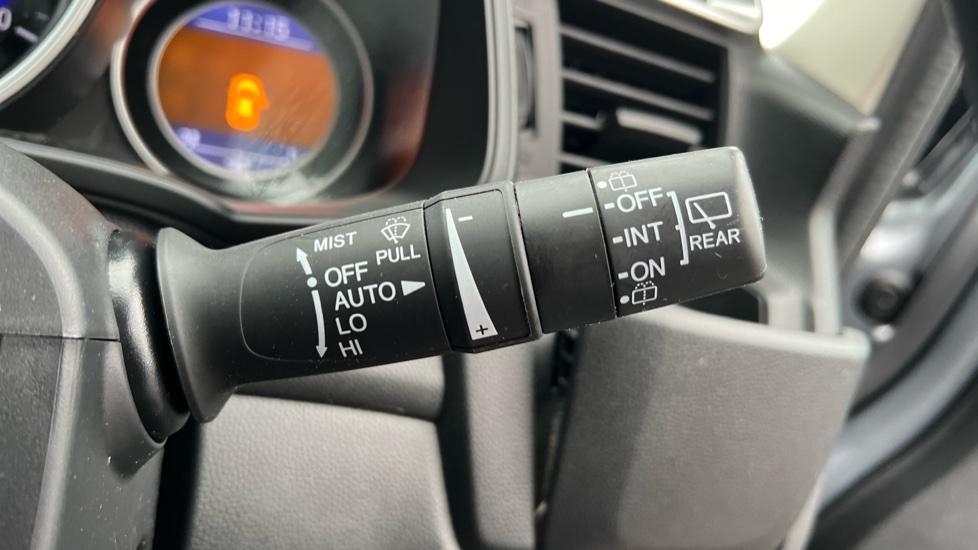 MIST
PULL
OFF
AUTO
LO
HI
-
+
OFF
-INT
-ON
REAR